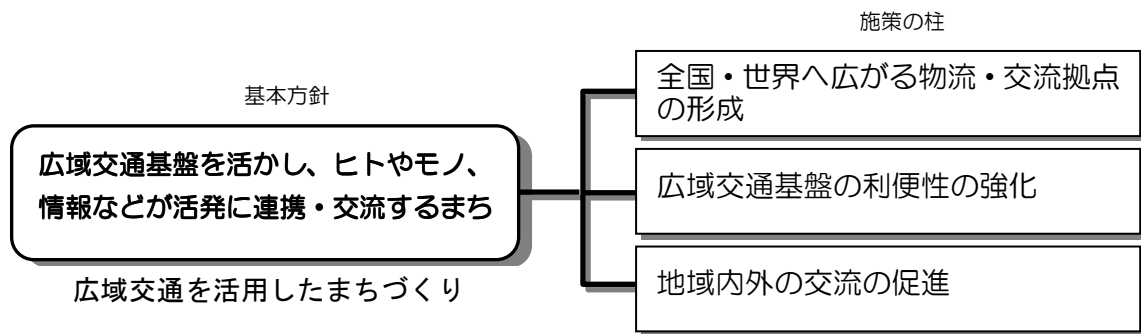 施策の柱
全国・世界へ広がる物流・交流拠点
の形成
基本方針
広域交通基盤を活かし、ヒトやモノ、
情報などが活発に連携・交流するまち
広域交通基盤の利便性の強化
広域交通を活用したまちづくり
地域内外の交流の促進